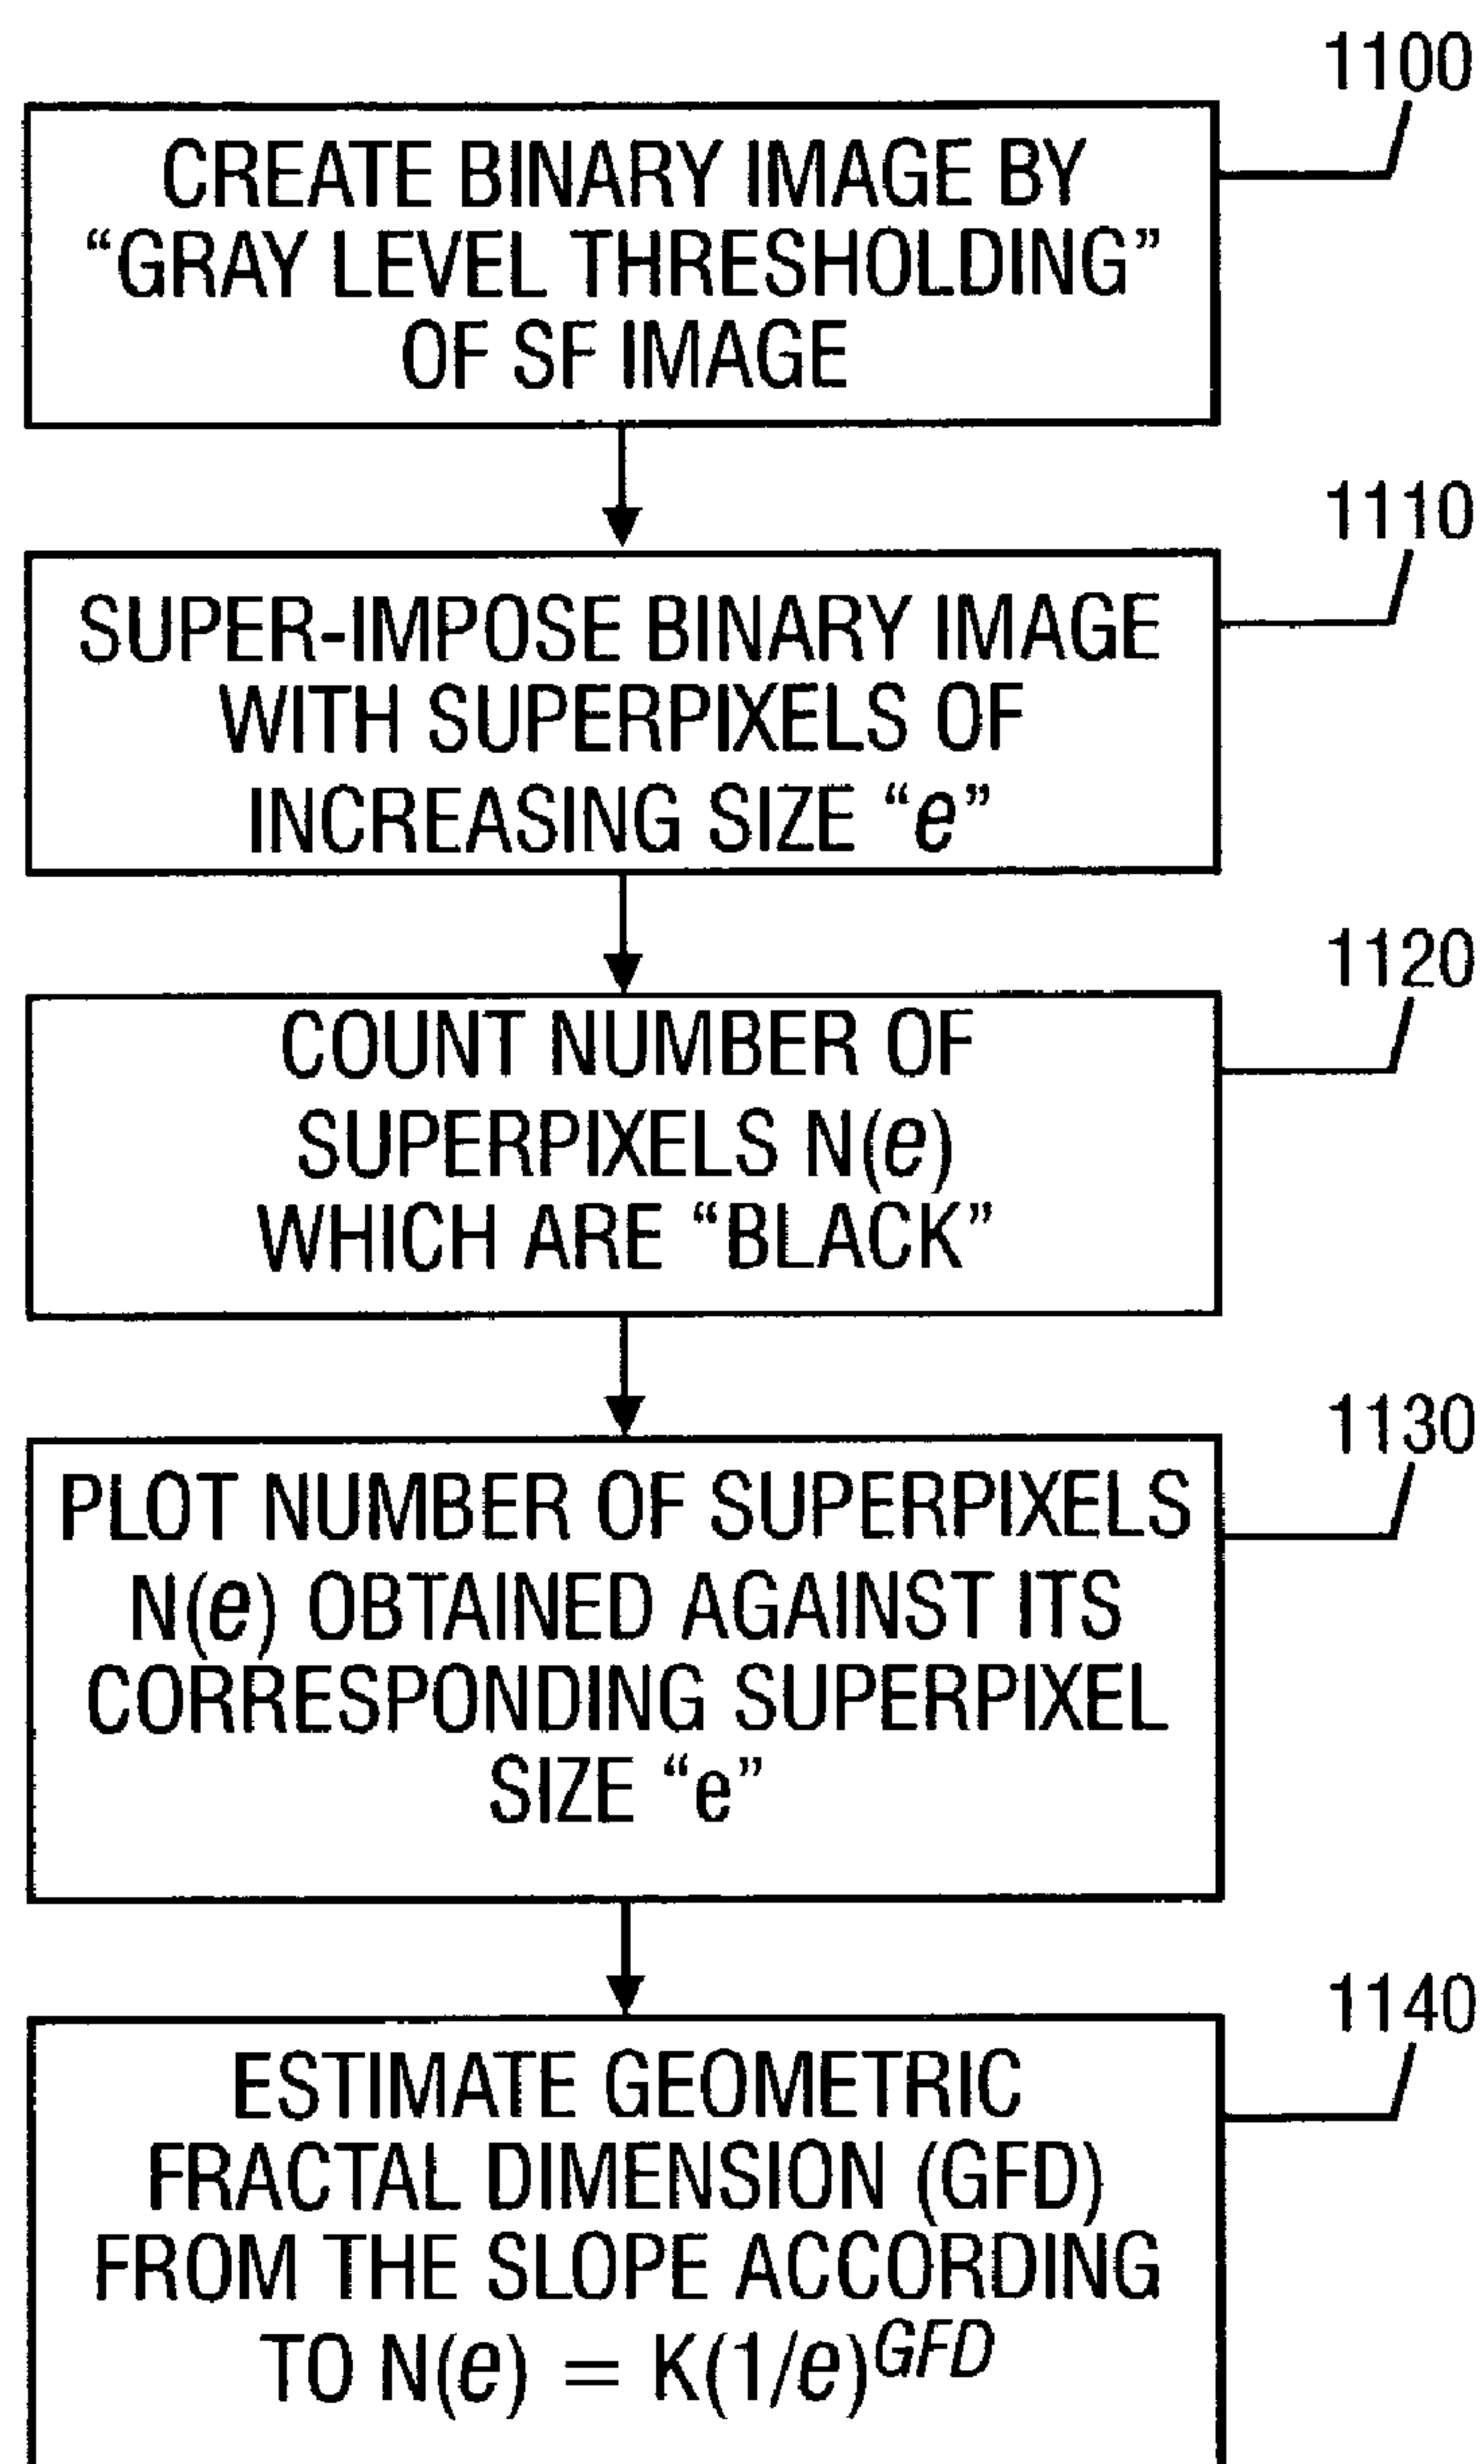 1100
CREATE BINARY IMAGE BY
“GRAY LEVEL THRESHOLDING”
OF SF IMAGE
1110
SUPER-IMPOSE BINARY IMAGE
WITH SUPERPIXELS OF
INCREASING SIZE “e”
1120
COUNT NUMBER OF
SUPERPIXELS N(e)
WHICH ARE “BLACK”
1130
PLOT NUMBER OF SUPERPIXELS
N(e) OBTAINED AGAINST ITS
CORRESPONDING SUPERPIXEL
SIZE “e”
1140
ESTIMATE GEOMETRIC
FRACTAL DIMENSION (GFD)
FROM THE SLOPE ACCORDING
TO N(e) = K(1/e)^GFD